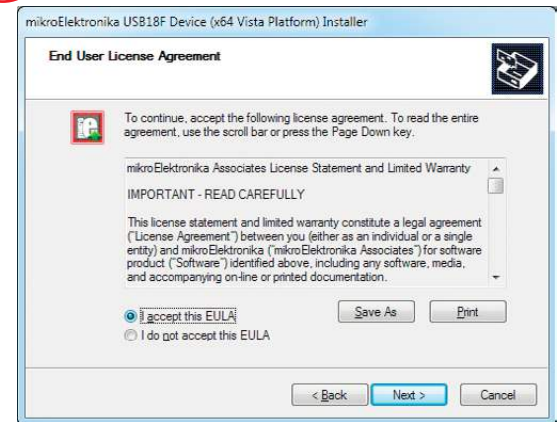 mikroElektronika USB18F Device (x64 Vista Platform) Installer
End User License Agreement
To continue, accept the following license agreement. To read the entire
agreement, use the scroll bar or press the Page Down key.
mikroElektronika Associates License Statement and Limited Warranty
IMPORTANT - READ CAREFULLY
This license statement and limited warranty constitute a legal agreement
("License Agreement") between you (either as an individual or a single
entity) and mikroElektronika ("mikroElektronika Associates") for software
product ("Software") identified above, including any software, media,
and accompanying on-line or printed documentation.
I accept this EULA
Save As
Print
I do not accept this EULA
< Back
Next >
Cancel